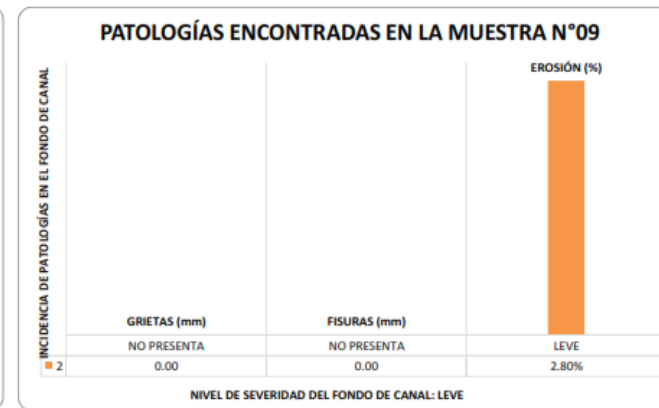 PATOLOGÍAS ENCONTRADAS EN LA MUESTRA N°09
INCIDENCIA DE PATOLOGÍAS EN EL FONDO DE CANAL
EROSIÓN (%)
GRIETAS (mm) FISURAS (mm)
NO PRESENTA NO PRESENTA LEVE
2 0.00 0.00 2.80%
NIVEL DE SEVERIDAD DEL FONDO DE CANAL: LEVE